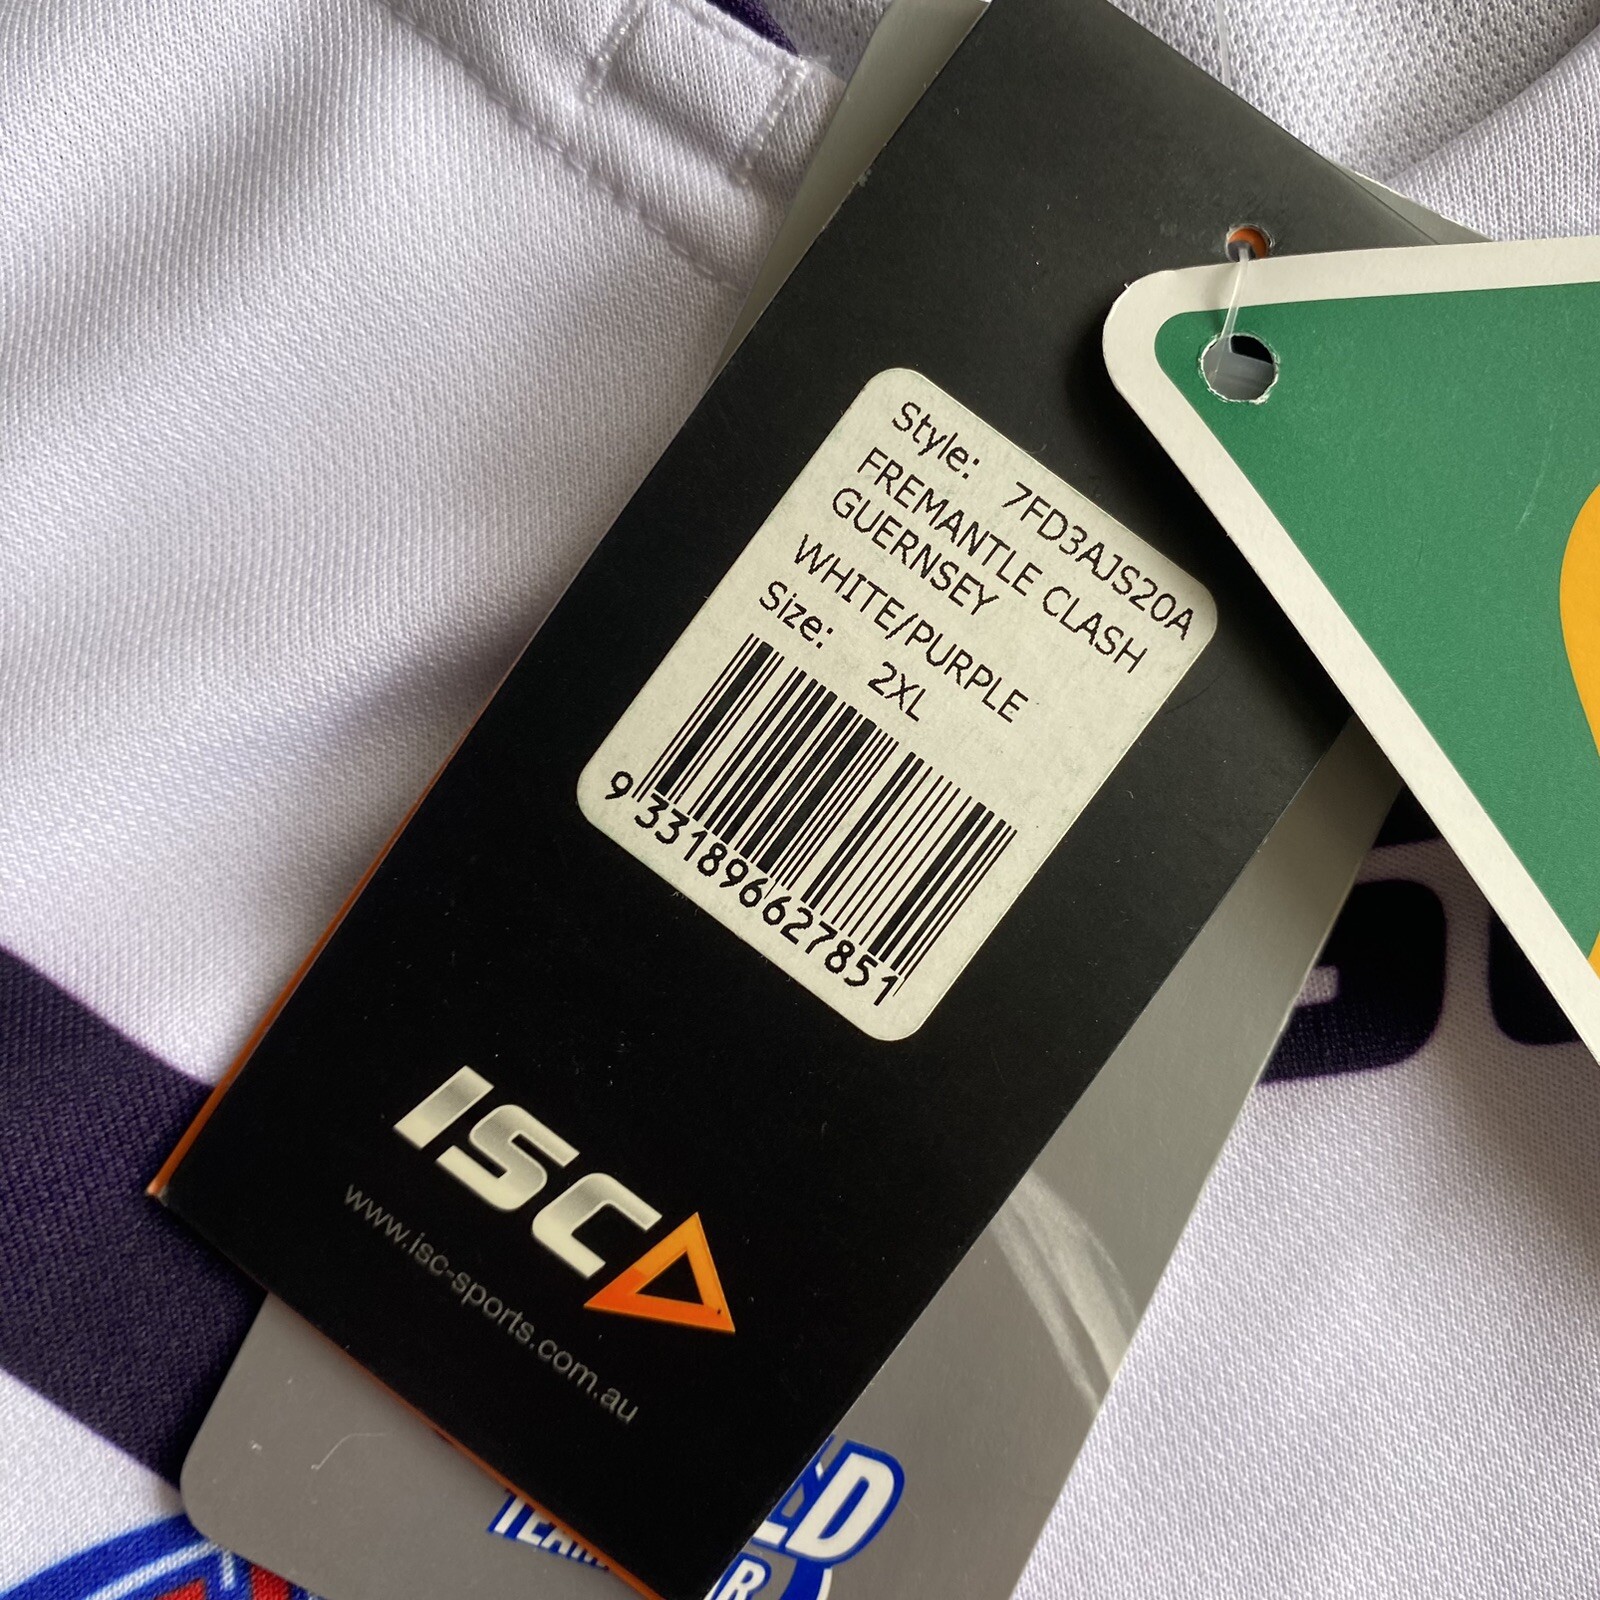 Style: 7FD3AJS20A
FREMANTLE CLASH
GUERNSEY
WHITE/PURPLE
Size: 2XL
9 331896 627851
ISC
www.isc-sports.com.au